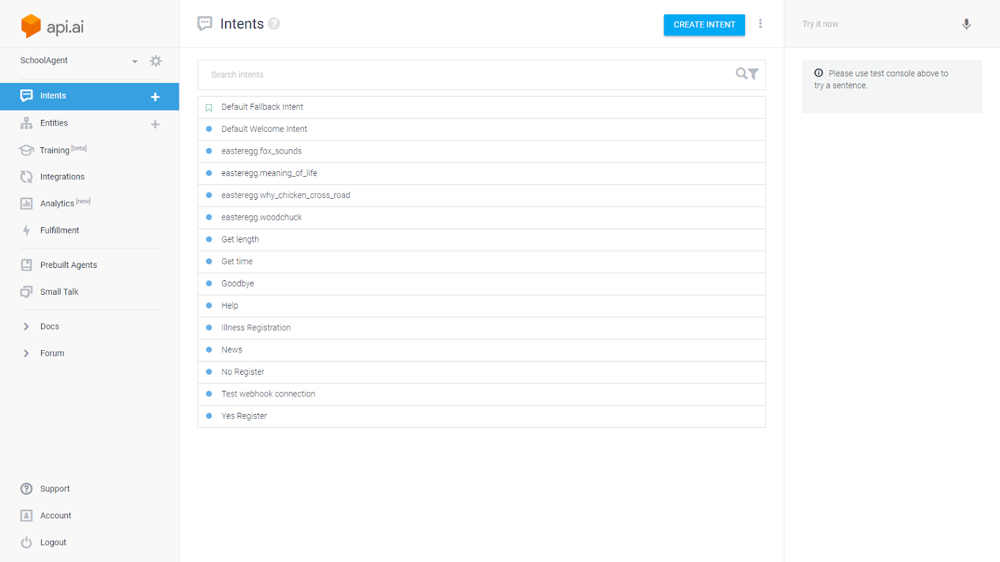 api.ai
SchoolAgent
Intents
Entities
Training [beta]
Integrations
Analytics [new]
Fulfillment
Prebuilt Agents
Small Talk
Docs
Forum
Support
Account
Logout
Intents
CREATE INTENT
Search intents
Default Fallback Intent
Default Welcome Intent
easteregg.fox_sounds
easteregg.meaning_of_life
easteregg.why_chicken_cross_road
easteregg.woodchuck
Get length
Get time
Goodbye
Help
Illness Registration
News
No Register
Test webhook connection
Yes Register
Try it now
Please use test console above to
try a sentence.